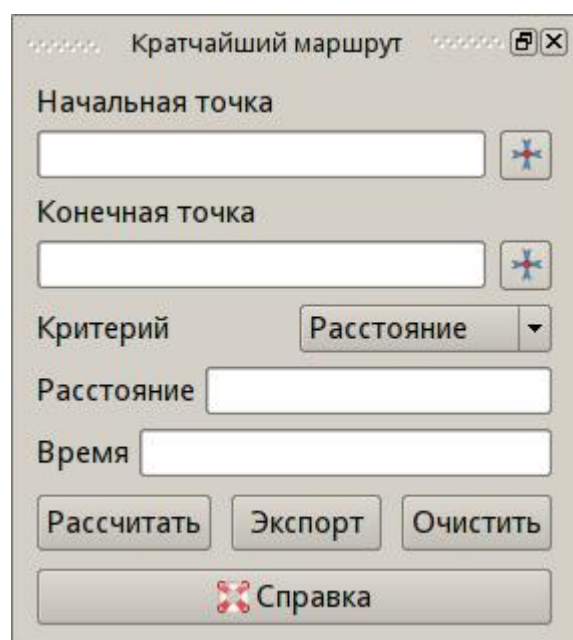 Кратчайший маршрут
Начальная точка
Конечная точка
Критерий Расстояние
Расстояние
Время
Рассчитать Экспорт Очистить
Справка